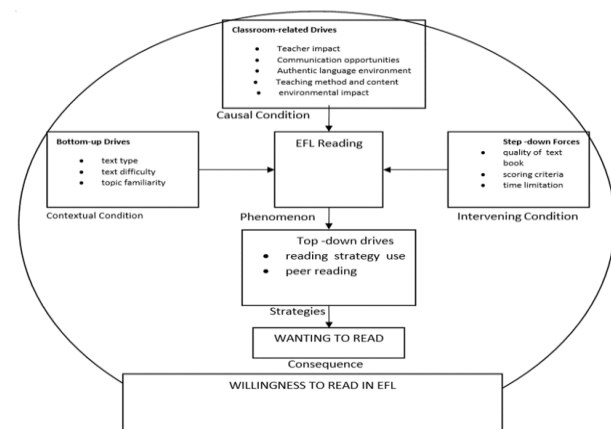 Classroom-related Drives
• Teacher impact
• Communication opportunities
• Authentic language environment
• Teaching method and content
• environmental impact
Causal Condition
Bottom-up Drives
• text type
• text difficulty
• topic familiarity
Contextual Condition
EFL Reading
Phenomenon
Step -down Forces
• quality of text
book
• scoring criteria
• time limitation
Intervening Condition
Top -down drives
• reading strategy use
• peer reading
Strategies
WANTING TO READ
Consequence
WILLINGNESS TO READ IN EFL